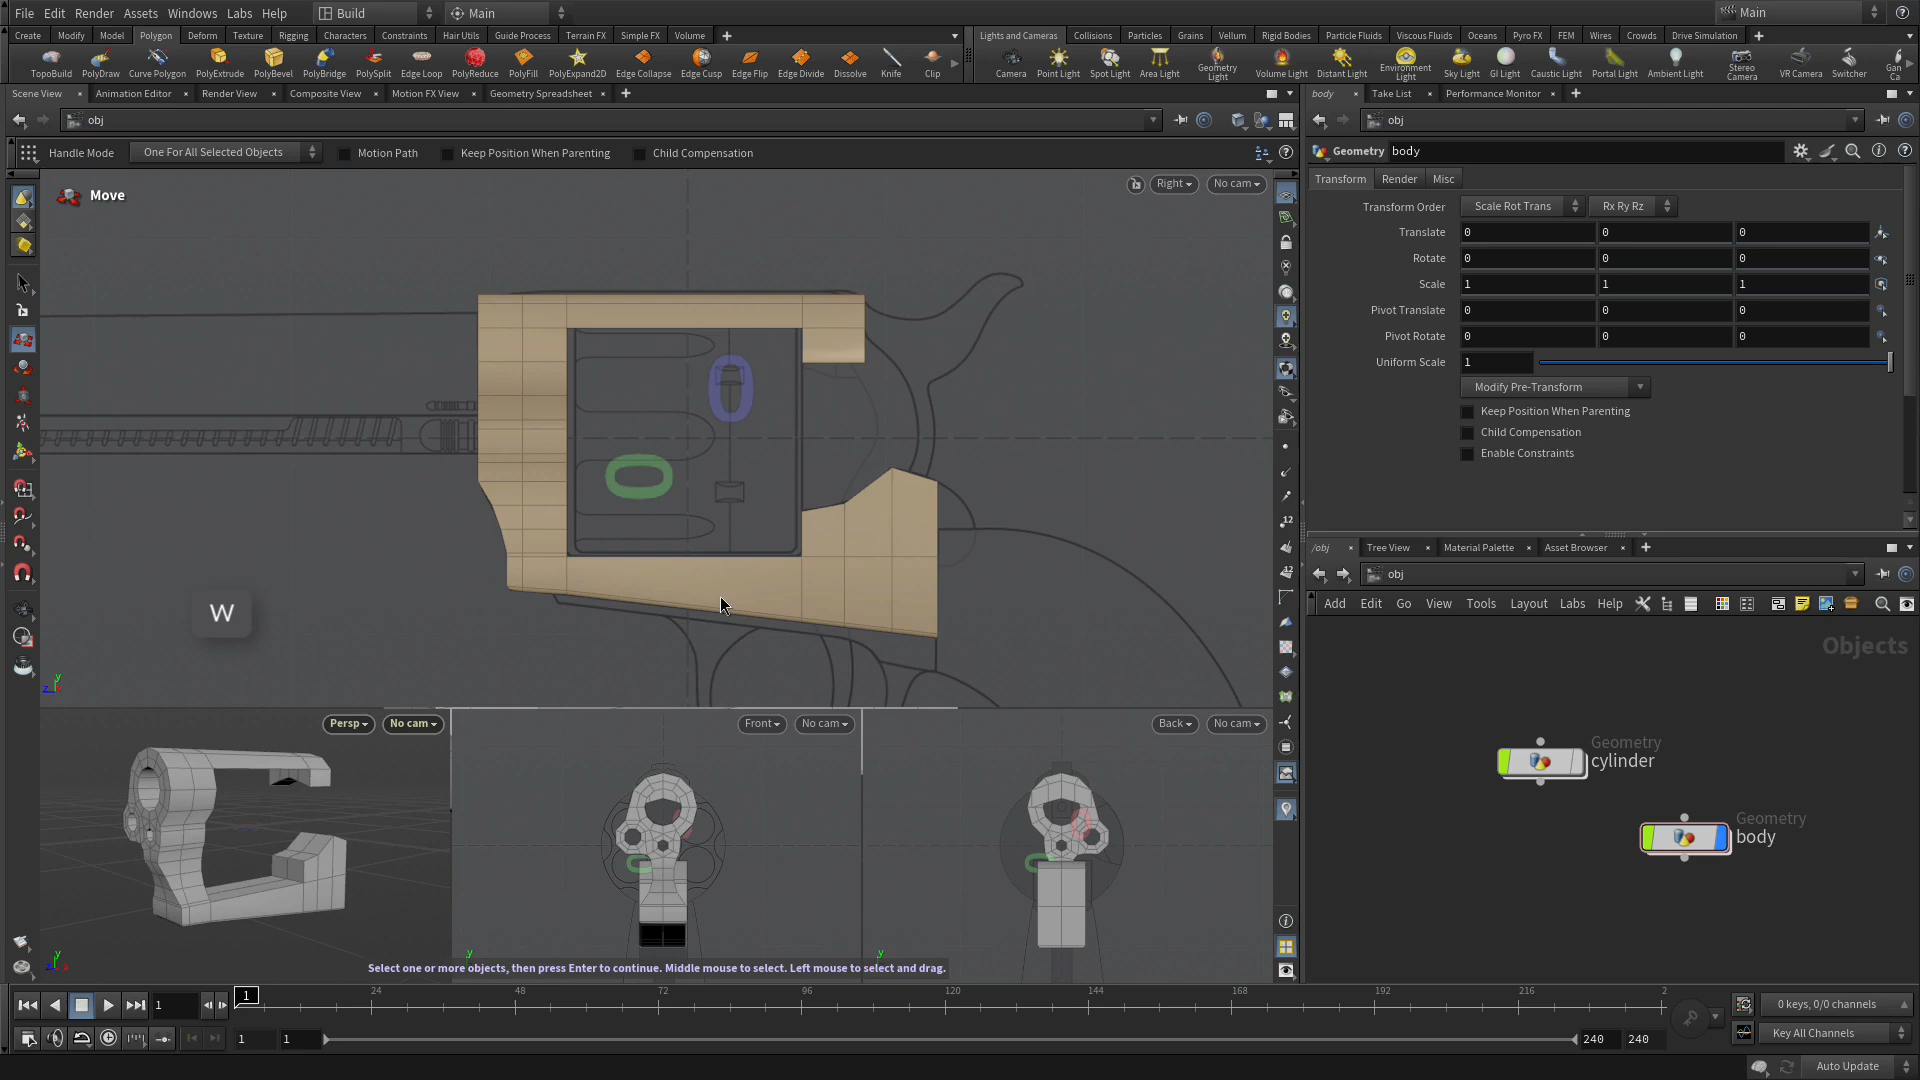 File Edit Render Assets Windows Labs Help Build Main Main
Create Modify Model Polygon Deform Texture Rigging Characters Constraints Hair Utils Guide Process Terrain FX Simple FX Volume
Lights and Cameras Collisions Particles Grains Vellum Rigid Bodies Particle Fluids Viscous Fluids Oceans Pyro FX FEM Wires Crowds Drive Simulation
TopoBuild PolyDraw Curve Polygon PolyExtrude PolyBevel PolyBridge PolySplit Edge Loop PolyReduce PolyFill PolyExpand2D Edge Collapse Edge Cusp Edge Flip Edge Divide Dissolve Knife Clip
Camera Point Light Spot Light Area Light Geometry Light Volume Light Distant Light Environment Light Sky Light GI Light Caustic Light Portal Light Ambient Light Stereo Camera VR Camera Switcher Gan Ca
Scene View Animation Editor Render View Composite View Motion FX View Geometry Spreadsheet
body Take List Performance Monitor
obj
obj
Handle Mode One For All Selected Objects Motion Path Keep Position When Parenting Child Compensation
Geometry body
Transform Render Misc
Move
Right No cam
Transform Order Scale Rot Trans Rx Ry Rz
Translate 0 0 0
Rotate 0 0 0
Scale 1 1 1
Pivot Translate 0 0 0
Pivot Rotate 0 0 0
Uniform Scale 1
Modify Pre-Transform
Keep Position When Parenting
Child Compensation
Enable Constraints
12
12
W
y
z
/obj Tree View Material Palette Asset Browser
obj
Add Edit Go View Tools Layout Labs Help
Objects
Geometry
cylinder
Geometry
body
Persp No cam
Front No cam
Back No cam
y
y
y
Select one or more objects, then press Enter to continue. Middle mouse to select. Left mouse to select and drag.
1 1 24 48 72 96 120 144 168 192 216 2
0 keys, 0/0 channels
1 1 240 240
Key All Channels
Auto Update